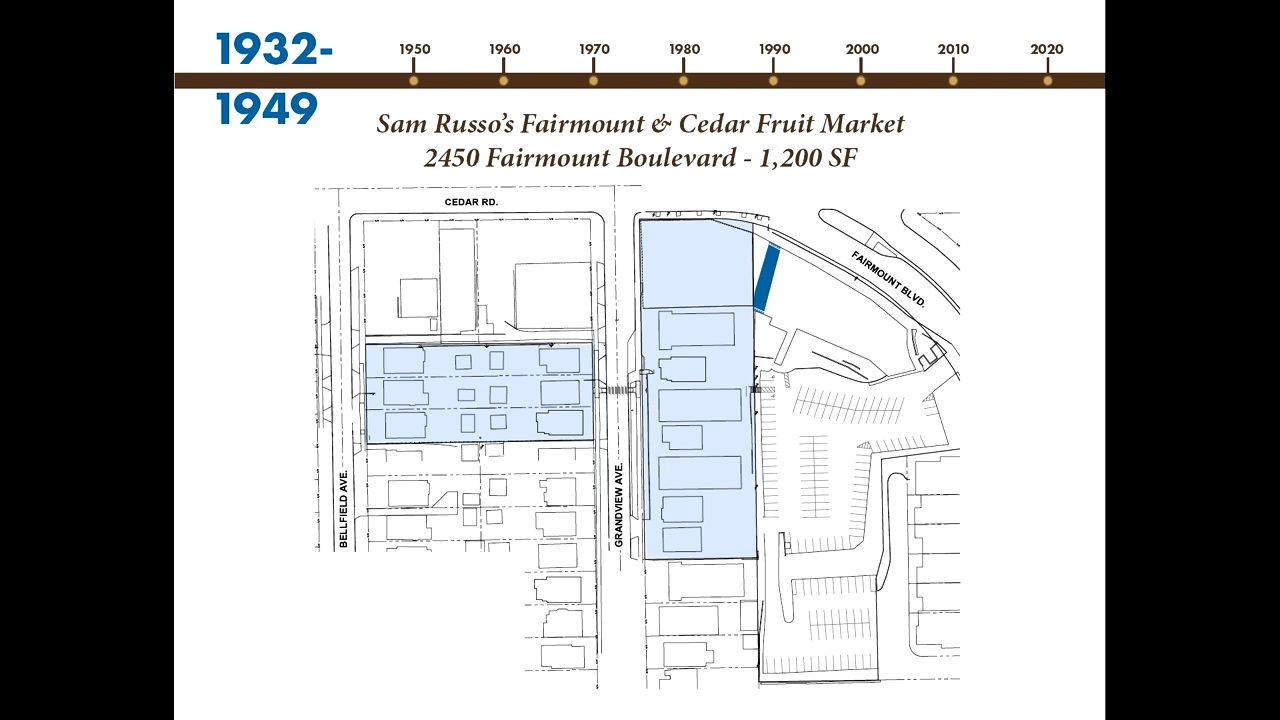 1932-
1949
1950 1960 1970 1980 1990 2000 2010 2020
Sam Russo’s Fairmount & Cedar Fruit Market
2450 Fairmount Boulevard - 1,200 SF
CEDAR RD.
FAIRMOUNT BLVD.
BELLFIELD AVE.
GRANDVIEW AVE.